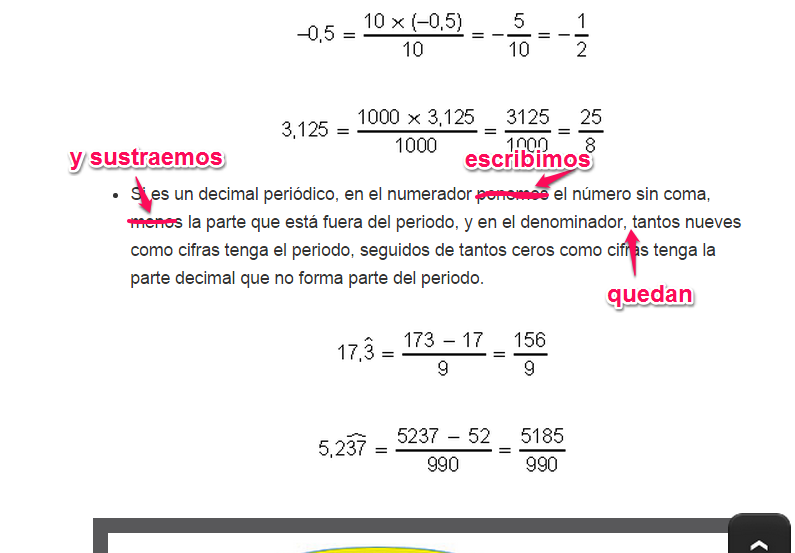 –0,5 = 10 × (–0,5) / 10 = – 5/10 = – 1/2
3,125 = 1000 × 3,125 / 1000 = 3125/1000 = 25/8
y sustraemos
escribimos
• Si es un decimal periódico, en el numerador ponemos el número sin coma,
menos la parte que está fuera del periodo, y en el denominador, tantos nueves
como cifras tenga el periodo, seguidos de tantos ceros como cifras tenga la
parte decimal que no forma parte del periodo.
quedan
17,3̂ = 173 – 17 / 9 = 156/9
5,23͡7 = 5237 – 52 / 990 = 5185/990